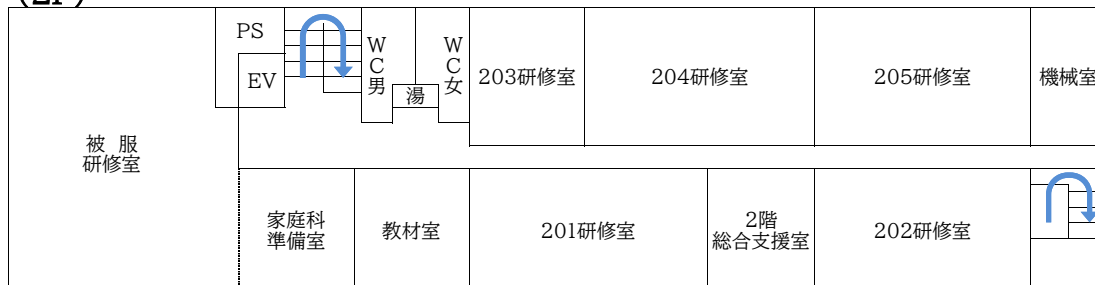 (2F)
PS
EV
WC男
湯
WC女
203研修室
204研修室
205研修室
機械室
被 服
研修室
家庭科
準備室
教材室
201研修室
2階
総合支援室
202研修室